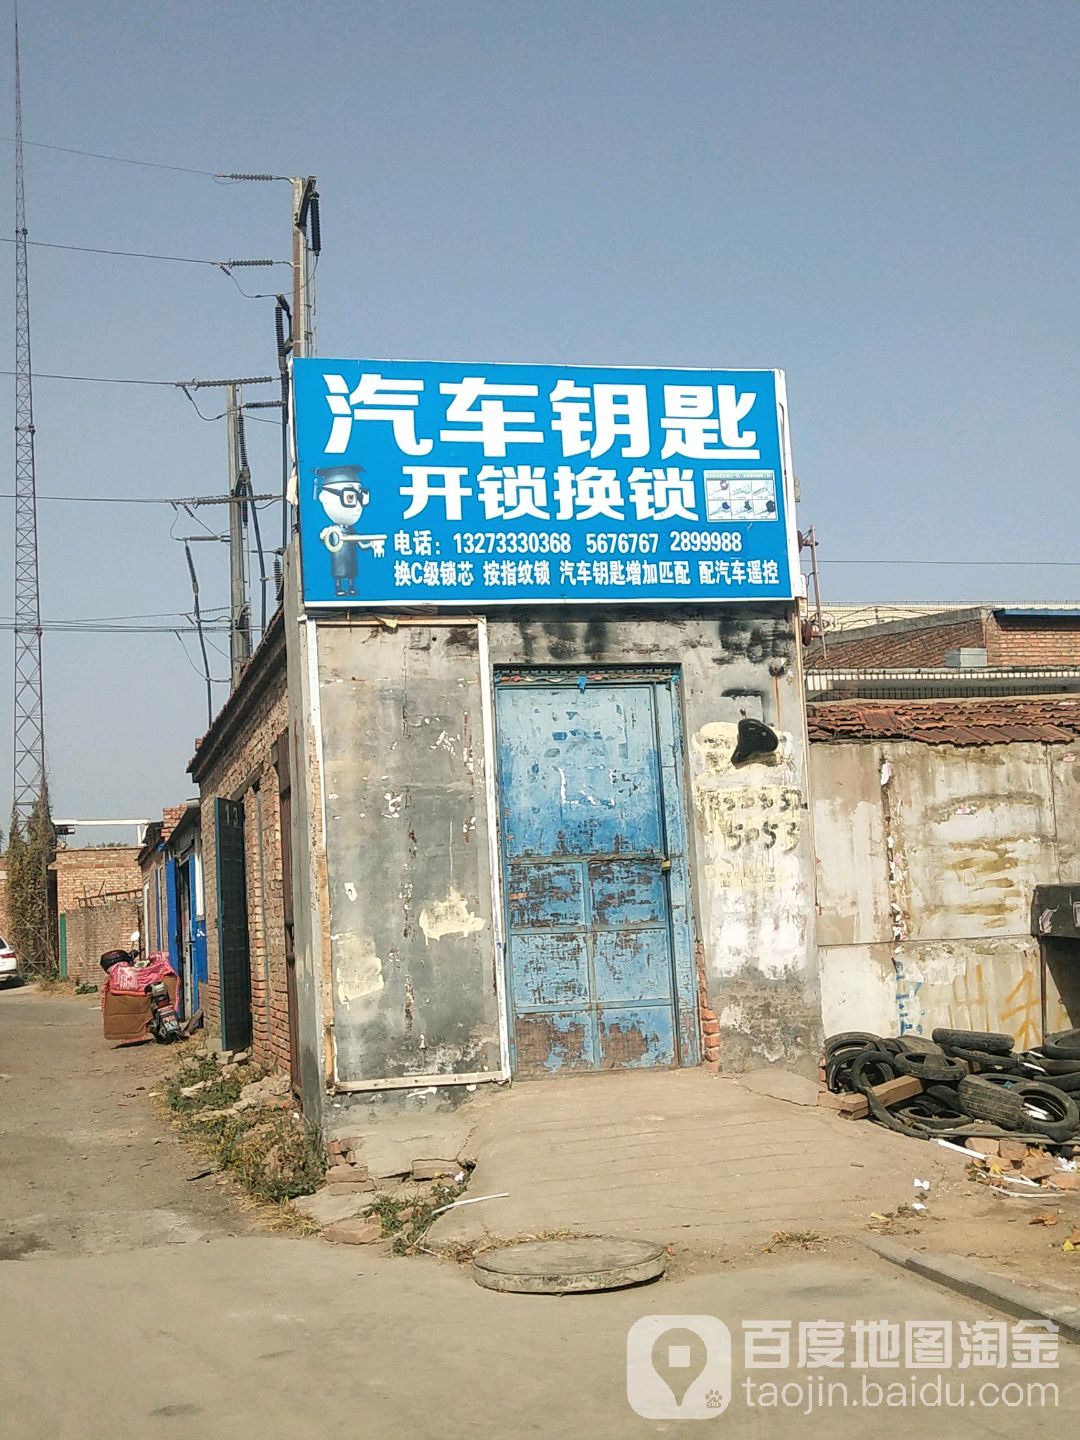 汽车钥匙
开锁换锁
电话：13273330368 5676767 2899988
换C级锁芯 按指纹锁 汽车钥匙增加匹配 配汽车遥控
5053
百度地图淘金
taojin.baidu.com